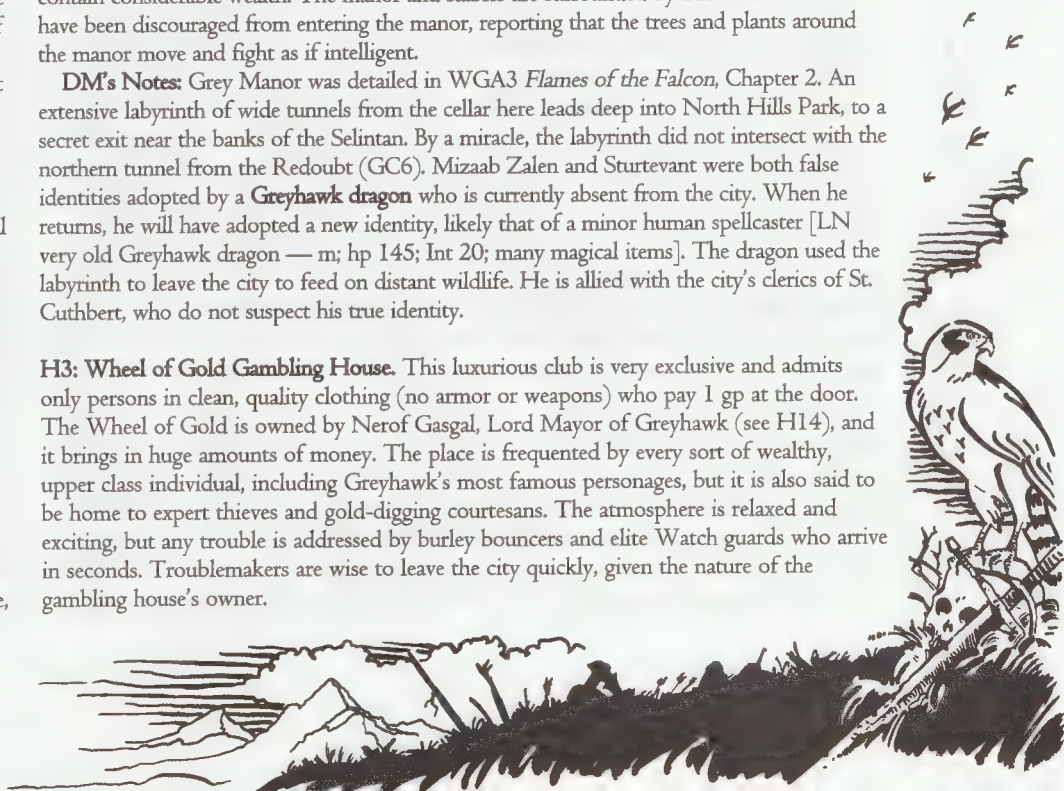 have been discouraged from entering the manor, reporting that the trees and plants around
the manor move and fight as if intelligent.
DM's Notes: Grey Manor was detailed in WGA3 Flames of the Falcon, Chapter 2. An
extensive labyrinth of wide tunnels from the cellar here leads deep into North Hills Park, to a
secret exit near the banks of the Selintan. By a miracle, the labyrinth did not intersect with the
northern tunnel from the Redoubt (GC6). Mizaab Zalen and Sturtevant were both false
identities adopted by a Greyhawk dragon who is currently absent from the city. When he
returns, he will have adopted a new identity, likely that of a minor human spellcaster [LN
very old Greyhawk dragon — m; hp 145; Int 20; many magical items]. The dragon used the
labyrinth to leave the city to feed on distant wildlife. He is allied with the city's clerics of St.
Cuthbert, who do not suspect his true identity.
H3: Wheel of Gold Gambling House. This luxurious club is very exclusive and admits
only persons in clean, quality clothing (no armor or weapons) who pay 1 gp at the door.
The Wheel of Gold is owned by Nerof Gasgal, Lord Mayor of Greyhawk (see H14), and
it brings in huge amounts of money. The place is frequented by every sort of wealthy,
upper class individual, including Greyhawk's most famous personages, but it is also said to
be home to expert thieves and gold-digging courtesans. The atmosphere is relaxed and
exciting, but any trouble is addressed by burley bouncers and elite Watch guards who arrive
in seconds. Troublemakers are wise to leave the city quickly, given the nature of the
gambling house's owner.